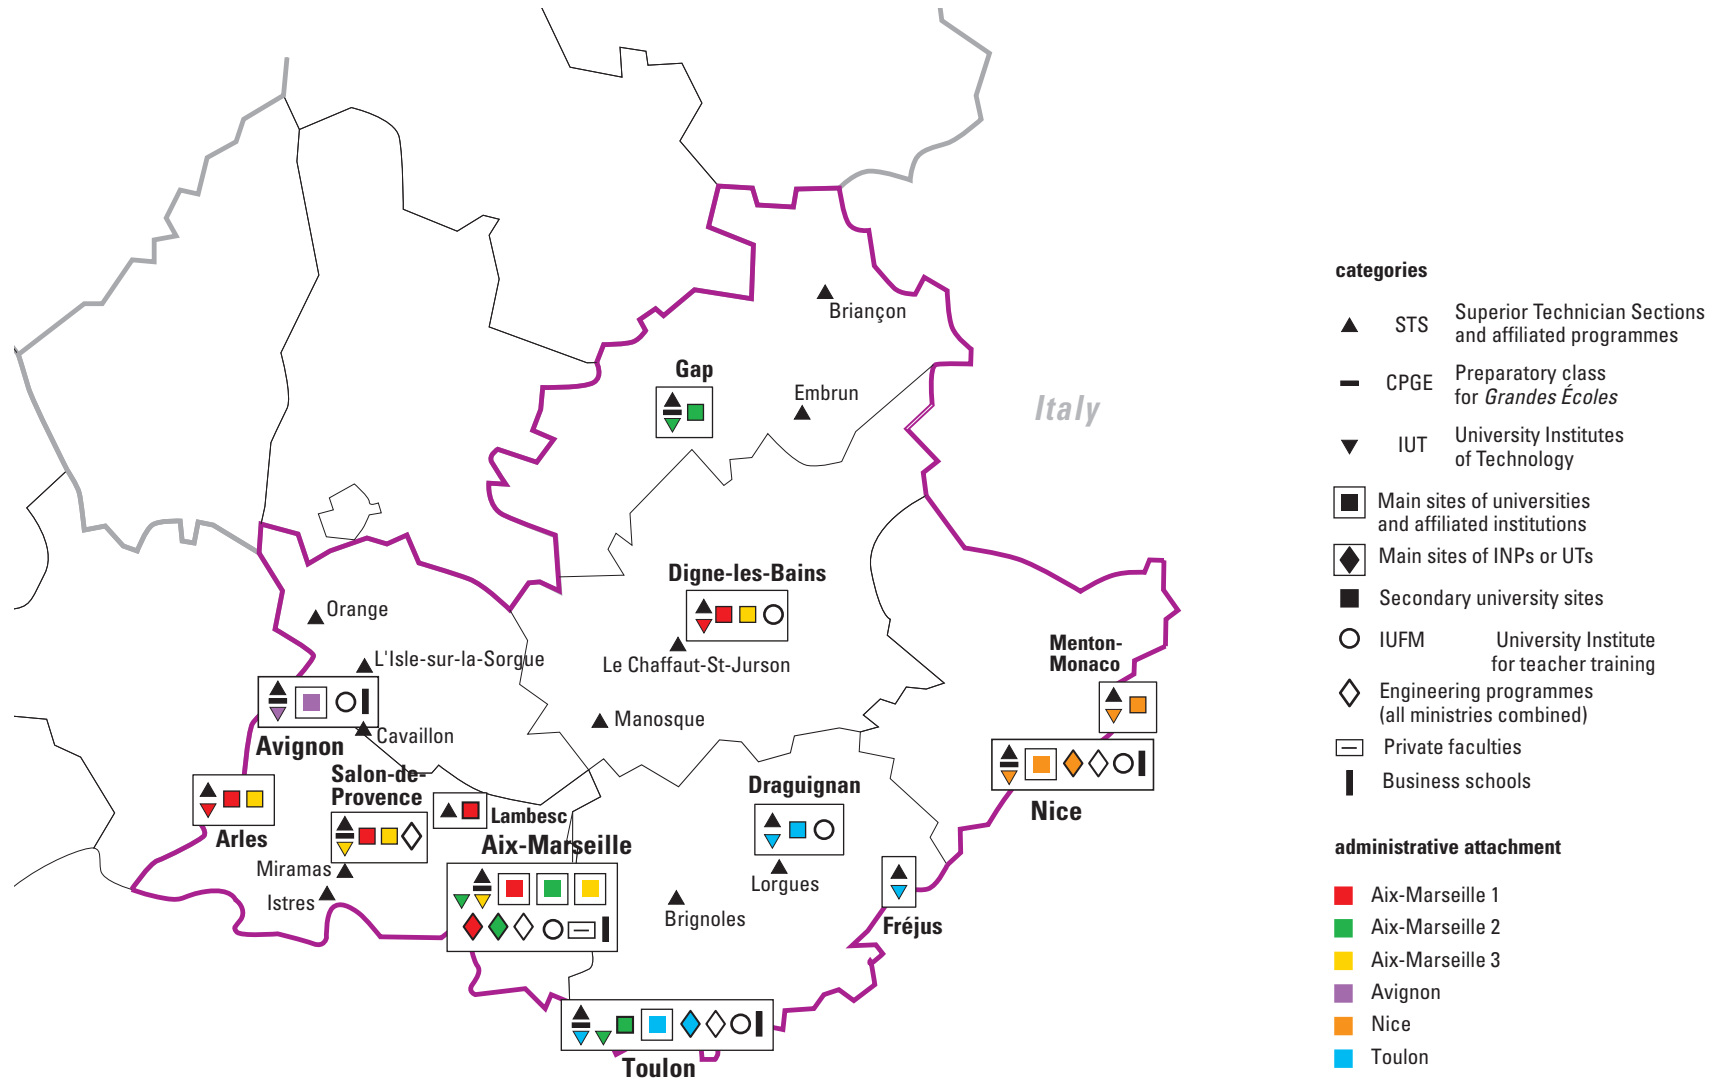 Briançon
Gap
Embrun
Italy
Digne-les-Bains
Le Chaffaut-St-Jurson
Manosque
Orange
L'Isle-sur-la-Sorgue
Avignon
Cavaillon
Salon-de-
Provence
Lambesc
Arles
Aix-Marseille
Miramas
Istres
Menton-
Monaco
Nice
Draguignan
Lorgues
Brignoles
Fréjus
Toulon
categories
STS Superior Technician Sections
and affiliated programmes
CPGE Preparatory class
for Grandes Écoles
IUT University Institutes
of Technology
Main sites of universities
and affiliated institutions
Main sites of INPs or UTs
Secondary university sites
IUFM University Institute
for teacher training
Engineering programmes
(all ministries combined)
Private faculties
Business schools
administrative attachment
Aix-Marseille 1
Aix-Marseille 2
Aix-Marseille 3
Avignon
Nice
Toulon